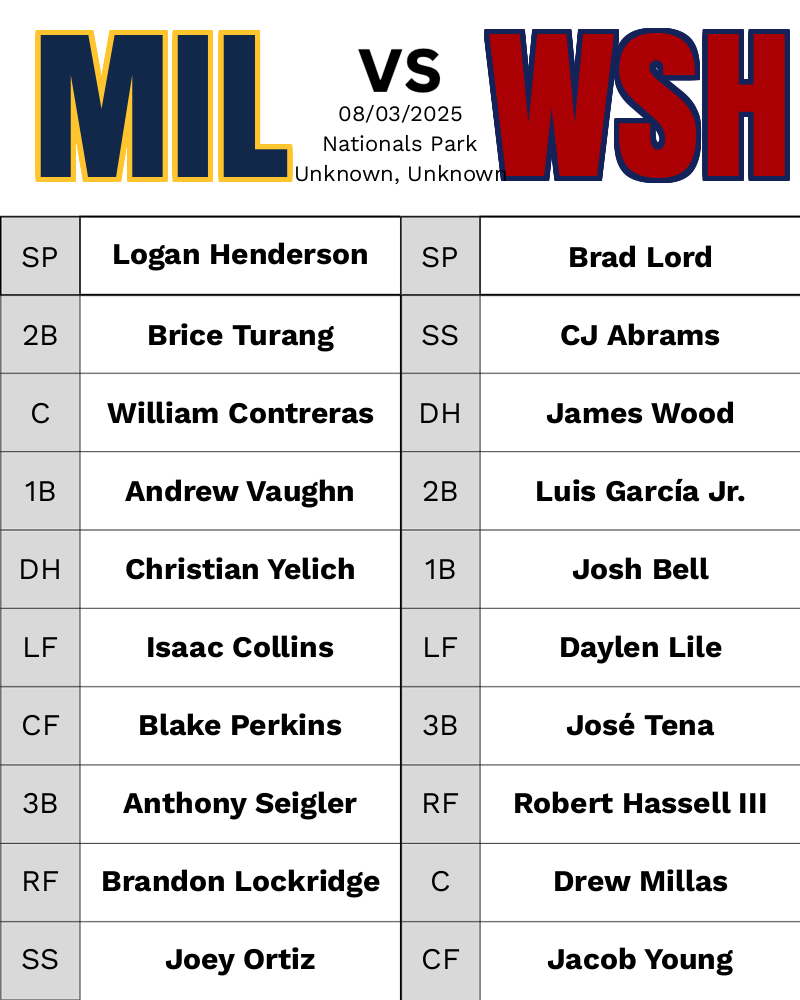 MIL VS WSH
08/03/2025
Nationals Park
Unknown, Unknown
SP Logan Henderson SP Brad Lord
2B Brice Turang SS CJ Abrams
C William Contreras DH James Wood
1B Andrew Vaughn 2B Luis García Jr.
DH Christian Yelich 1B Josh Bell
LF Isaac Collins LF Daylen Lile
CF Blake Perkins 3B José Tena
3B Anthony Seigler RF Robert Hassell III
RF Brandon Lockridge C Drew Millas
SS Joey Ortiz CF Jacob Young